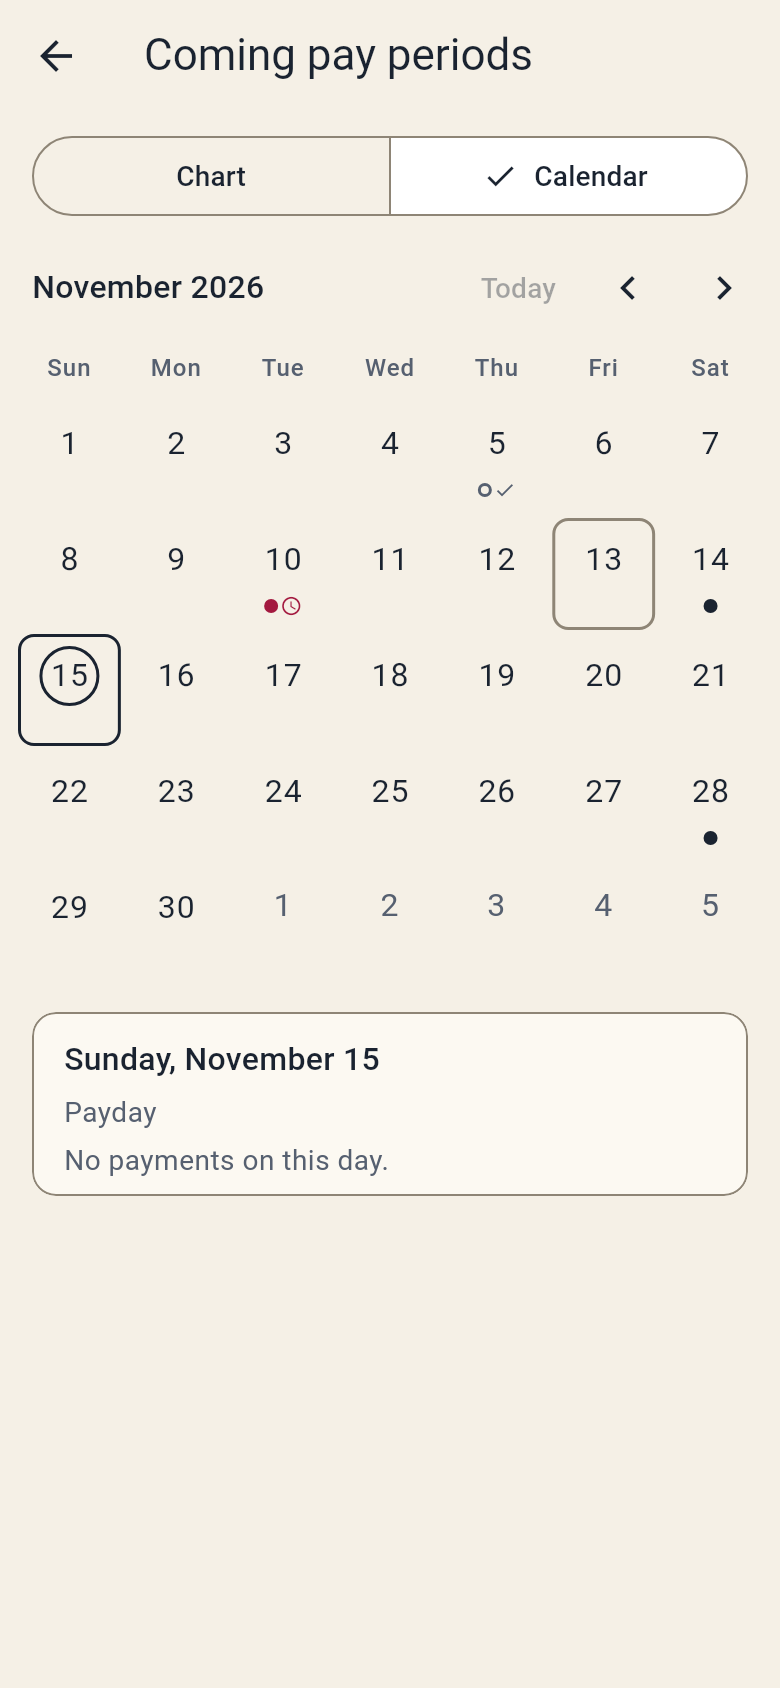 Coming pay periods
Chart
Calendar
November 2026
Today
Sun Mon Tue Wed Thu Fri Sat
1 2 3 4 5 6 7
8 9 10 11 12 13 14
15 16 17 18 19 20 21
22 23 24 25 26 27 28
29 30 1 2 3 4 5
Sunday, November 15
Payday
No payments on this day.